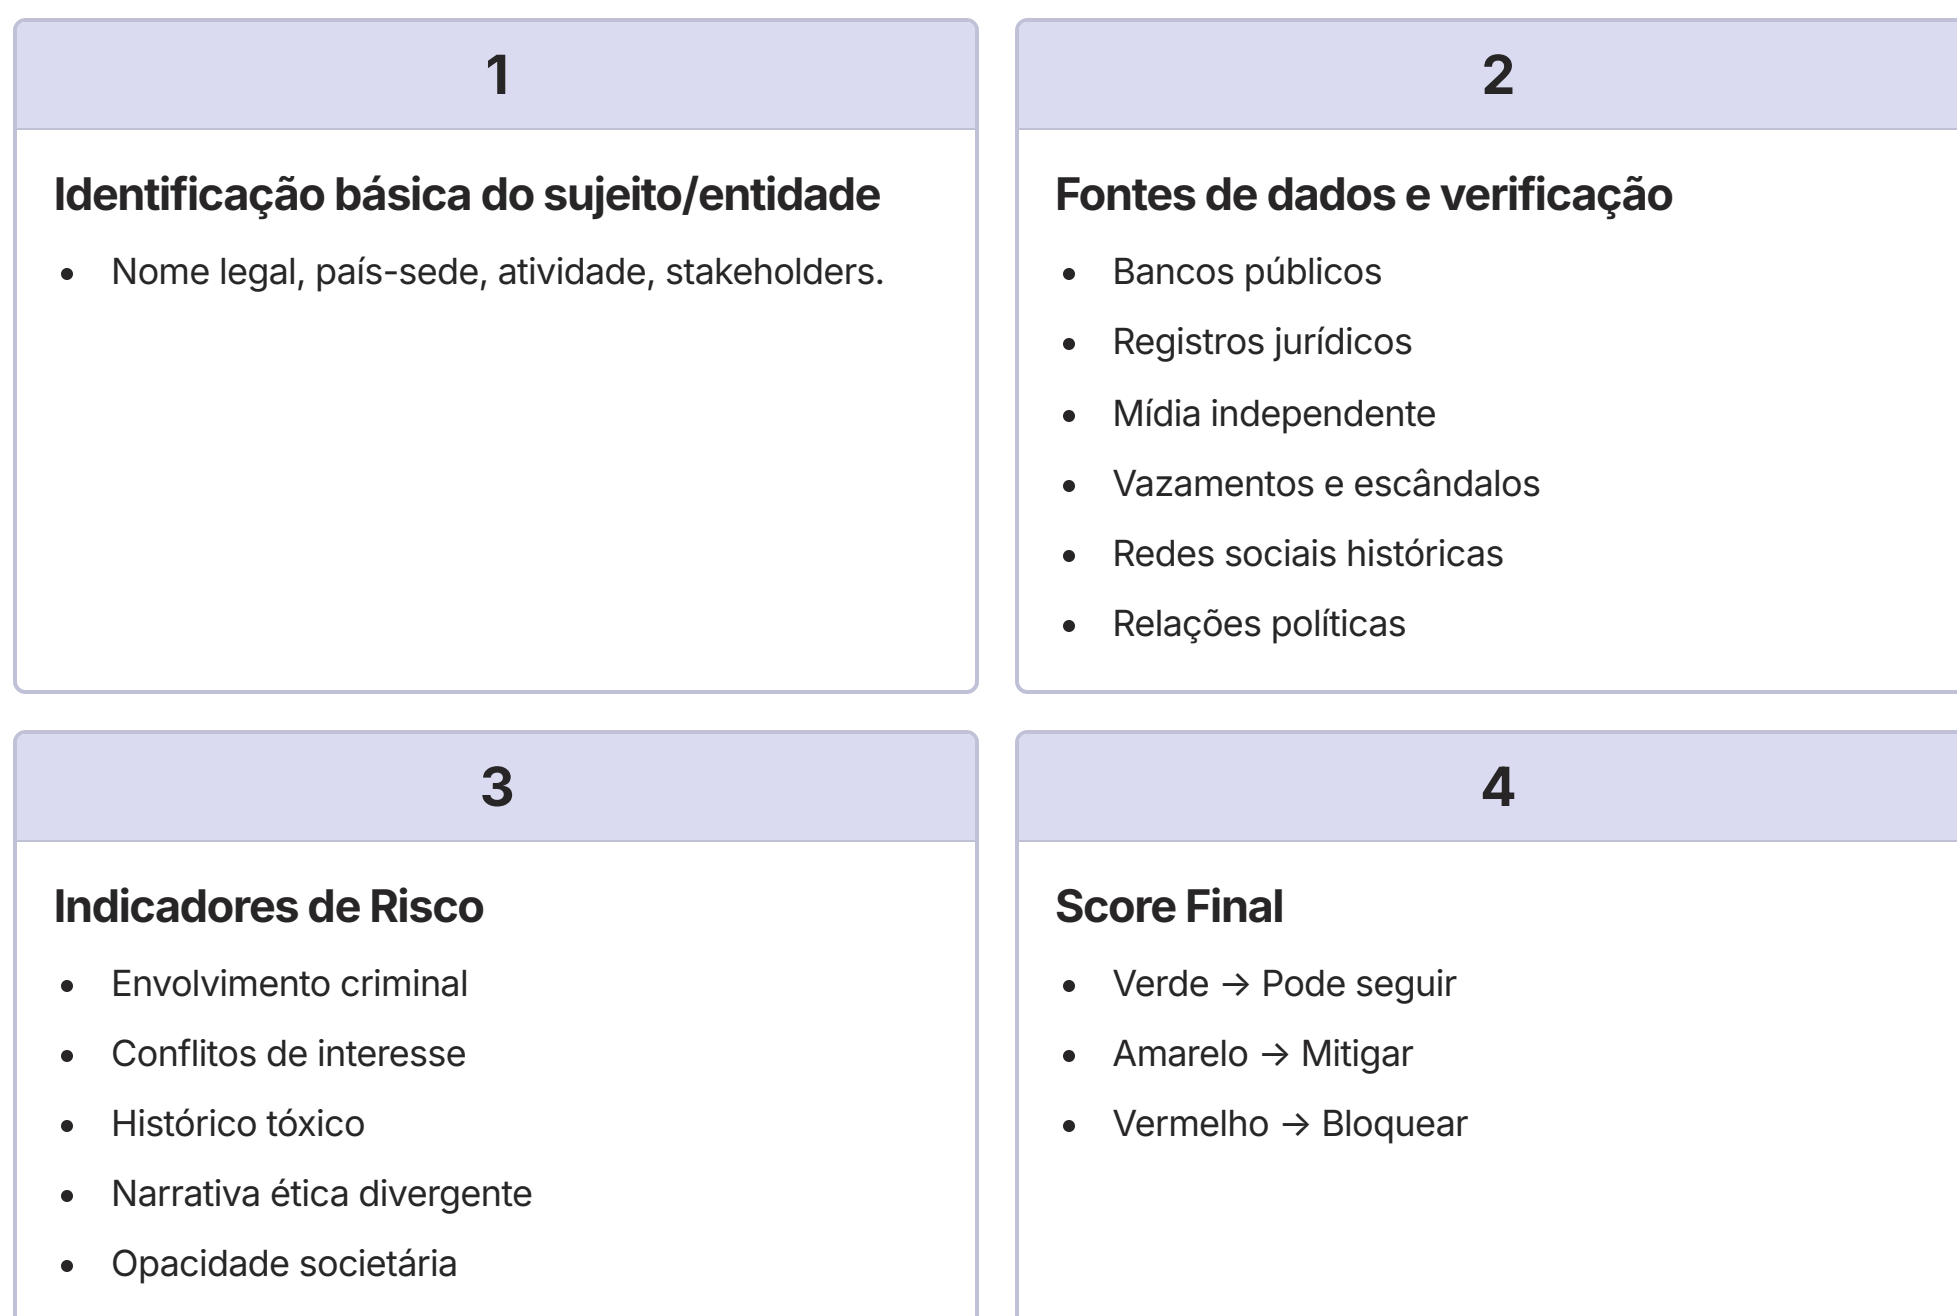 1
Identificação básica do sujeito/entidade
• Nome legal, país-sede, atividade, stakeholders.
2
Fontes de dados e verificação
• Bancos públicos
• Registros jurídicos
• Mídia independente
• Vazamentos e escândalos
• Redes sociais históricas
• Relações políticas
3
Indicadores de Risco
• Envolvimento criminal
• Conflitos de interesse
• Histórico tóxico
• Narrativa ética divergente
• Opacidade societária
4
Score Final
• Verde → Pode seguir
• Amarelo → Mitigar
• Vermelho → Bloquear